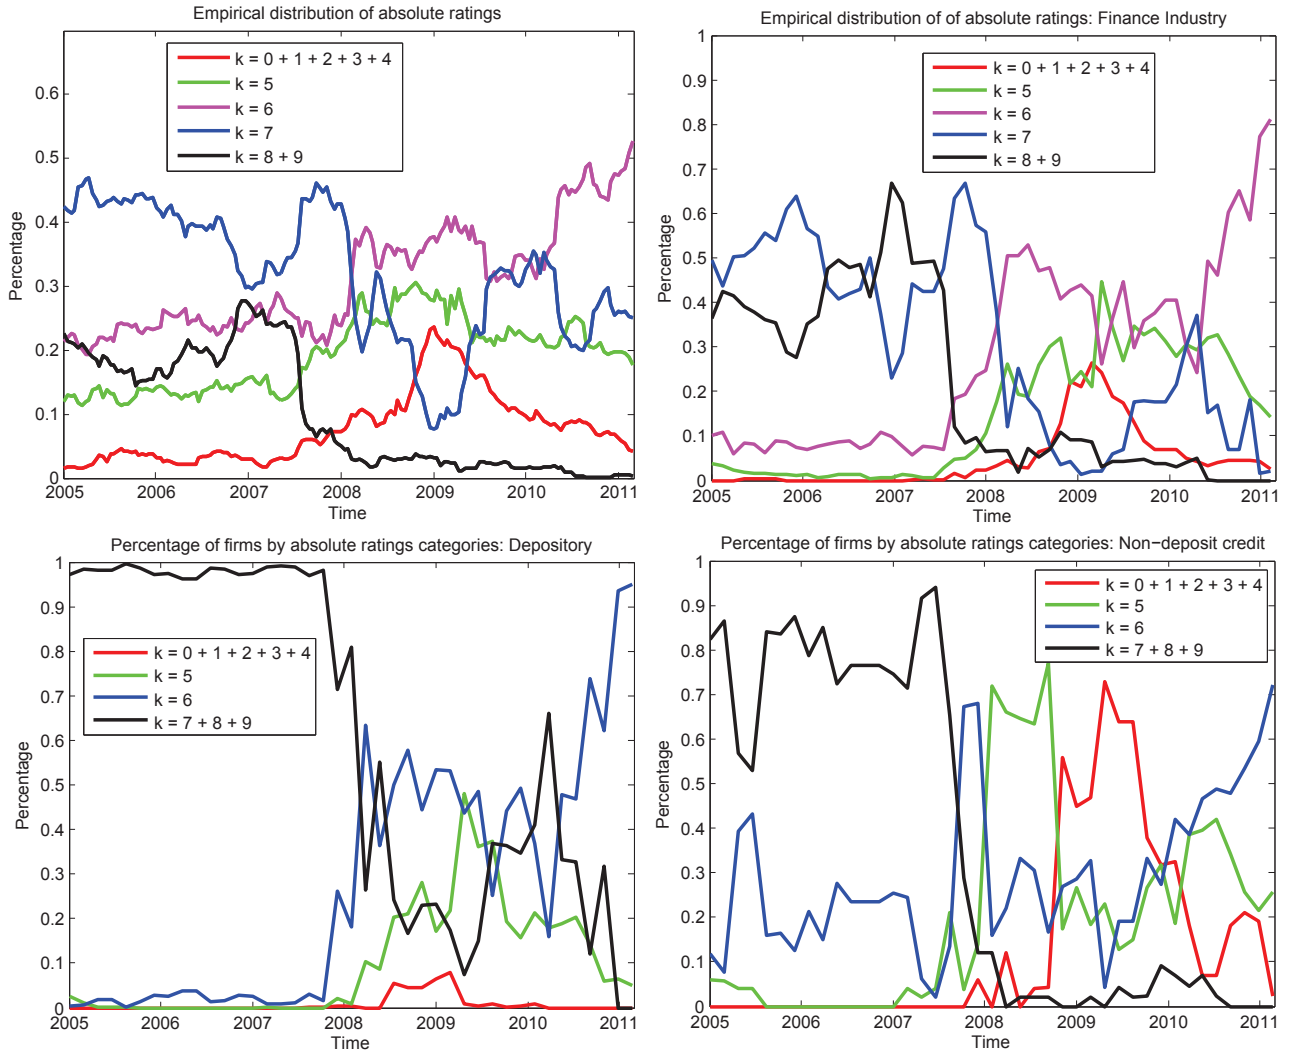 Empirical distribution of absolute ratings
k = 0 + 1 + 2 + 3 + 4
k = 5
k = 6
k = 7
k = 8 + 9
Percentage
0.6
0.5
0.4
0.3
0.2
0.1
0
2005 2006 2007 2008 2009 2010 2011
Time
Empirical distribution of of absolute ratings: Finance Industry
k = 0 + 1 + 2 + 3 + 4
k = 5
k = 6
k = 7
k = 8 + 9
Percentage
1
0.9
0.8
0.7
0.6
0.5
0.4
0.3
0.2
0.1
0
2005 2006 2007 2008 2009 2010 2011
Time
Percentage of firms by absolute ratings categories: Depository
k = 0 + 1 + 2 + 3 + 4
k = 5
k = 6
k = 7 + 8 + 9
Percentage
1
0.9
0.8
0.7
0.6
0.5
0.4
0.3
0.2
0.1
0
2005 2006 2007 2008 2009 2010 2011
Time
Percentage of firms by absolute ratings categories: Non−deposit credit
k = 0 + 1 + 2 + 3 + 4
k = 5
k = 6
k = 7 + 8 + 9
Percentage
1
0.9
0.8
0.7
0.6
0.5
0.4
0.3
0.2
0.1
0
2005 2006 2007 2008 2009 2010 2011
Time